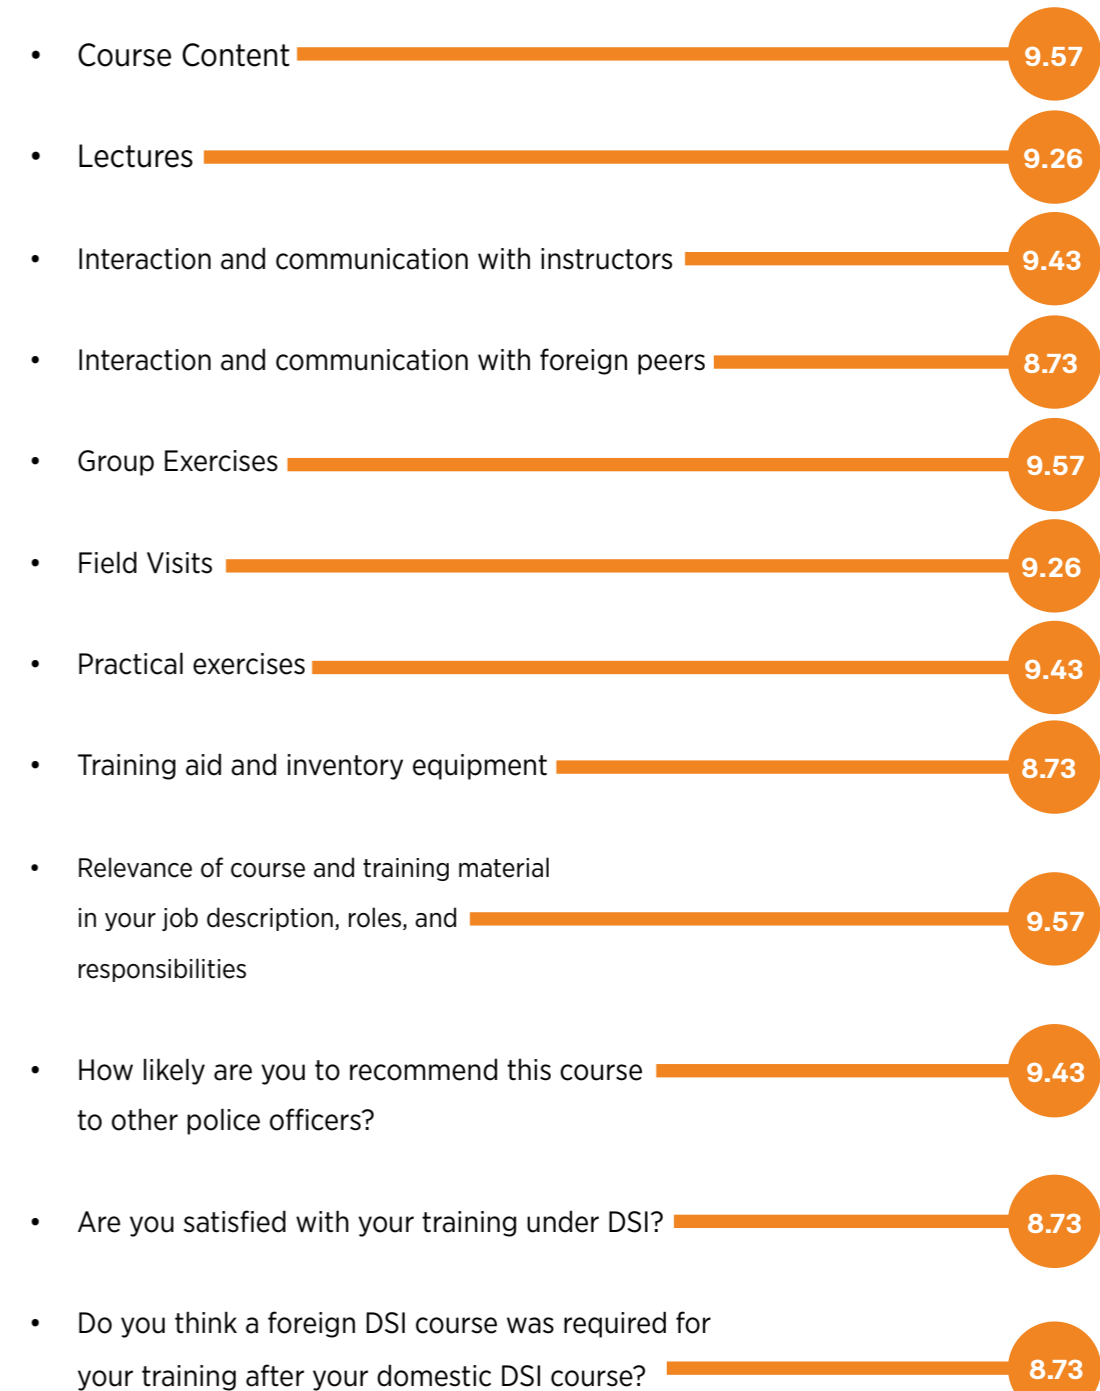 • Course Content 9.57
• Lectures 9.26
• Interaction and communication with instructors 9.43
• Interaction and communication with foreign peers 8.73
• Group Exercises 9.57
• Field Visits 9.26
• Practical exercises 9.43
• Training aid and inventory equipment 8.73
• Relevance of course and training material
in your job description, roles, and 9.57
responsibilities
• How likely are you to recommend this course 9.43
to other police officers?
• Are you satisfied with your training under DSI? 8.73
• Do you think a foreign DSI course was required for
your training after your domestic DSI course? 8.73